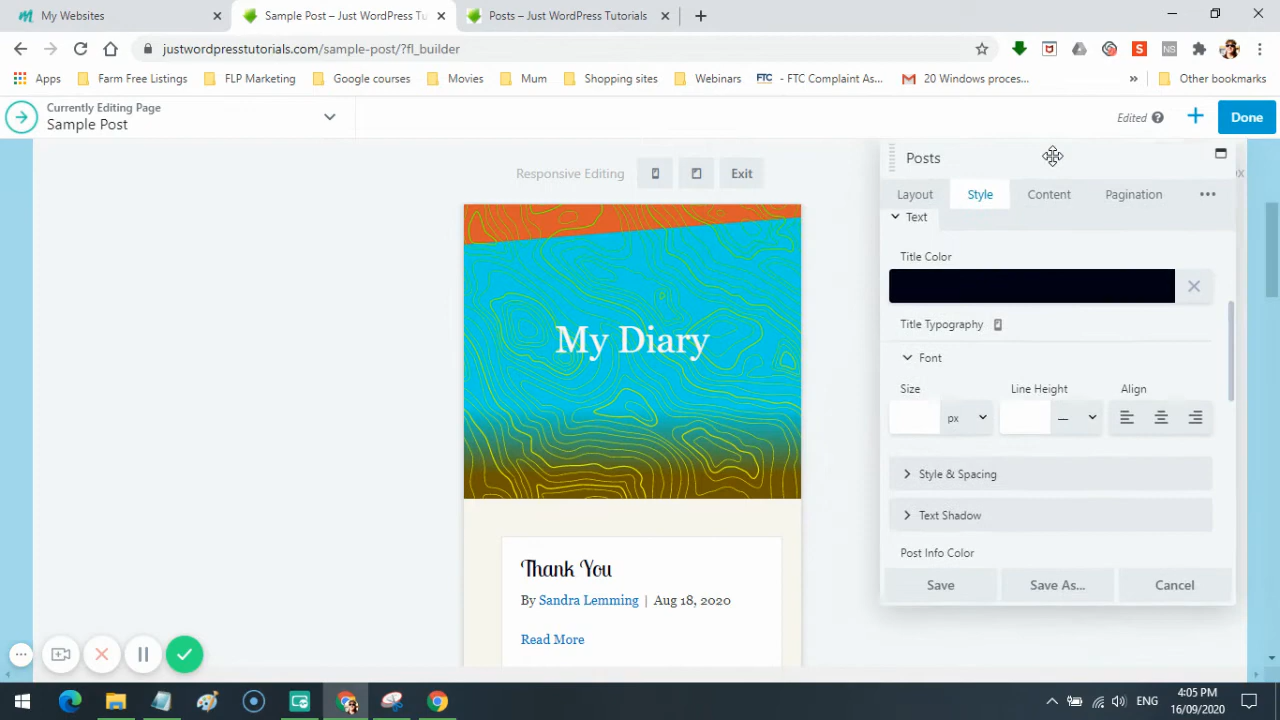 My Websites
Sample Post – Just WordPress Tu
Posts – Just WordPress Tutorials
justwordpresstutorials.com/sample-post/?fl_builder
Apps
Farm Free Listings
FLP Marketing
Google courses
Movies
Mum
Shopping sites
Webinars
FTC - FTC Complaint As...
20 Windows proces...
Other bookmarks
Currently Editing Page
Sample Post
Edited
Done
Responsive Editing
Exit
Posts
Layout
Style
Content
Pagination
Text
Title Color
Title Typography
Font
Size
Line Height
Align
px
Style & Spacing
Text Shadow
Post Info Color
Save
Save As...
Cancel
My Diary
Thank You
By Sandra Lemming | Aug 18, 2020
Read More
ENG
4:05 PM
16/09/2020